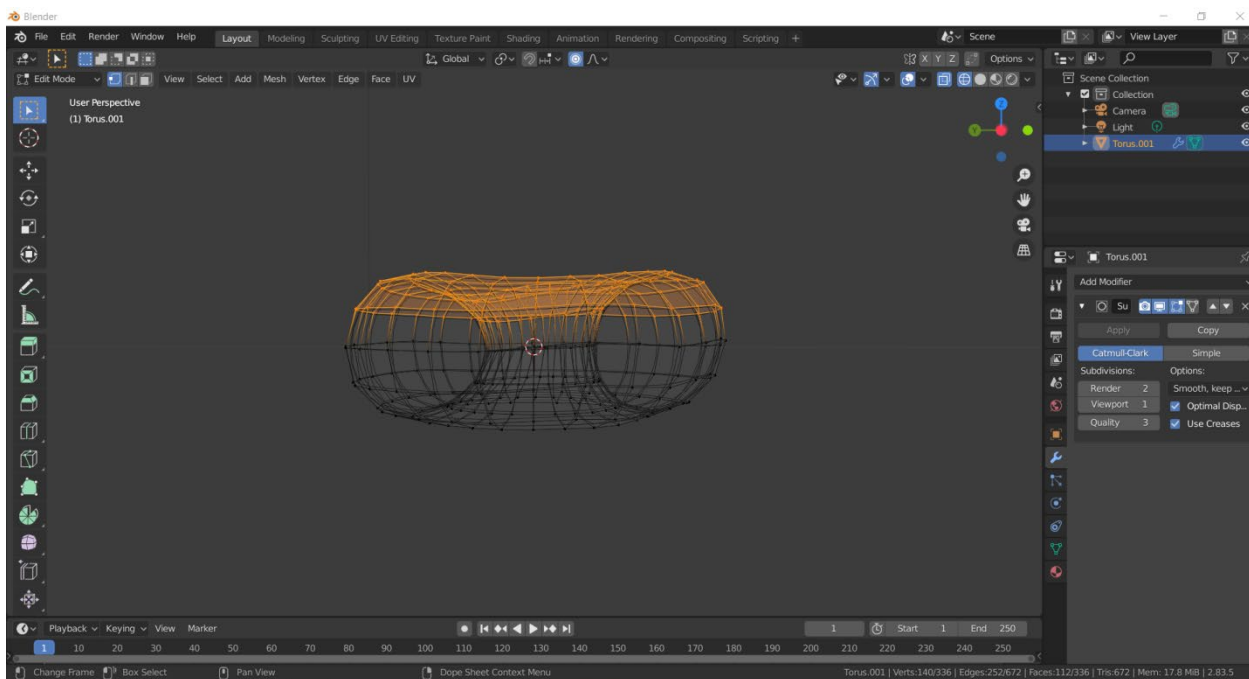 Blender
File Edit Render Window Help Layout Modeling Sculpting UV Editing Texture Paint Shading Animation Rendering Compositing Scripting + Scene View Layer
Global X Y Z Options
Edit Mode View Select Add Mesh Vertex Edge Face UV
User Perspective
(1) Torus.001
Z
Y
Scene Collection
Collection
Camera
Light
Torus.001
Torus.001
Add Modifier
Su
Apply Copy
Catmull-Clark Simple
Subdivisions: Options:
Render 2 Smooth, keep ...
Viewport 1 Optimal Disp...
Quality 3 Use Creases
Playback Keying View Marker 1 Start 1 End 250
1 10 20 30 40 50 60 70 80 90 100 110 120 130 140 150 160 170 180 190 200 210 220 230 240 250
Change Frame Box Select Pan View Dope Sheet Context Menu Torus.001 | Verts:140/336 | Edges:252/672 | Faces:112/336 | Tris:672 | Mem: 17.8 MiB | 2.83.5